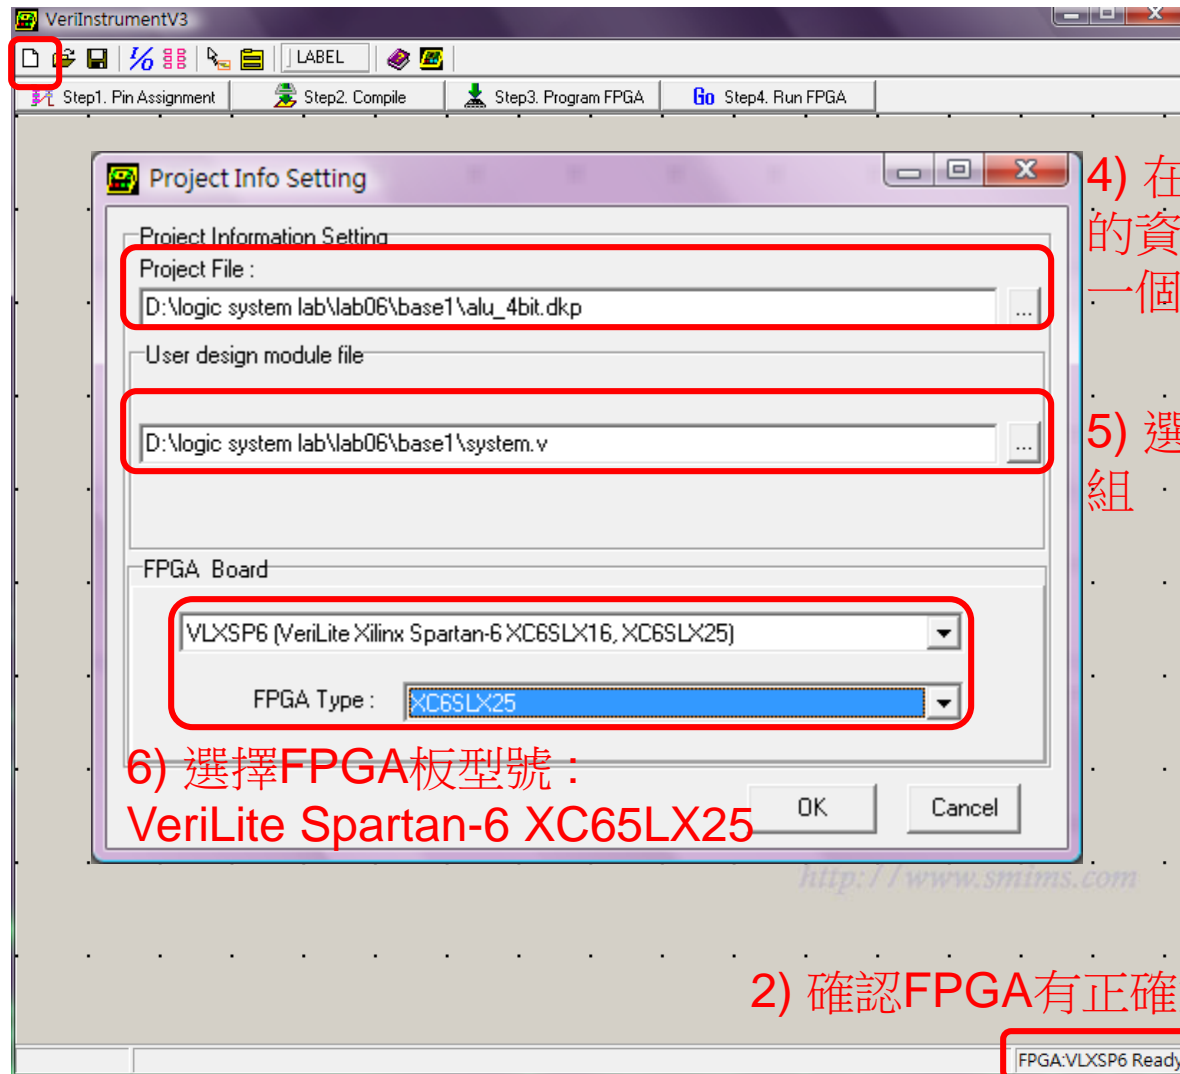 VeriInstrumentV3
I/O
LABEL
Step1. Pin Assignment
Step2. Compile
Step3. Program FPGA
Go Step4. Run FPGA
Project Info Setting
Project Information Setting
Project File :
D:\logic system lab\lab06\base1\alu_4bit.dkp
...
User design module file
D:\logic system lab\lab06\base1\system.v
...
FPGA Board
VLXSP6 (VeriLite Xilinx Spartan-6 XC6SLX16, XC6SLX25)
FPGA Type :
XC6SLX25
6) 選擇FPGA板型號：
VeriLite Spartan-6 XC65LX25
OK
Cancel
4) 在
的資
一個
5) 選
組
http://www.smims.com
2) 確認FPGA有正確
FPGA:VLXSP6 Ready